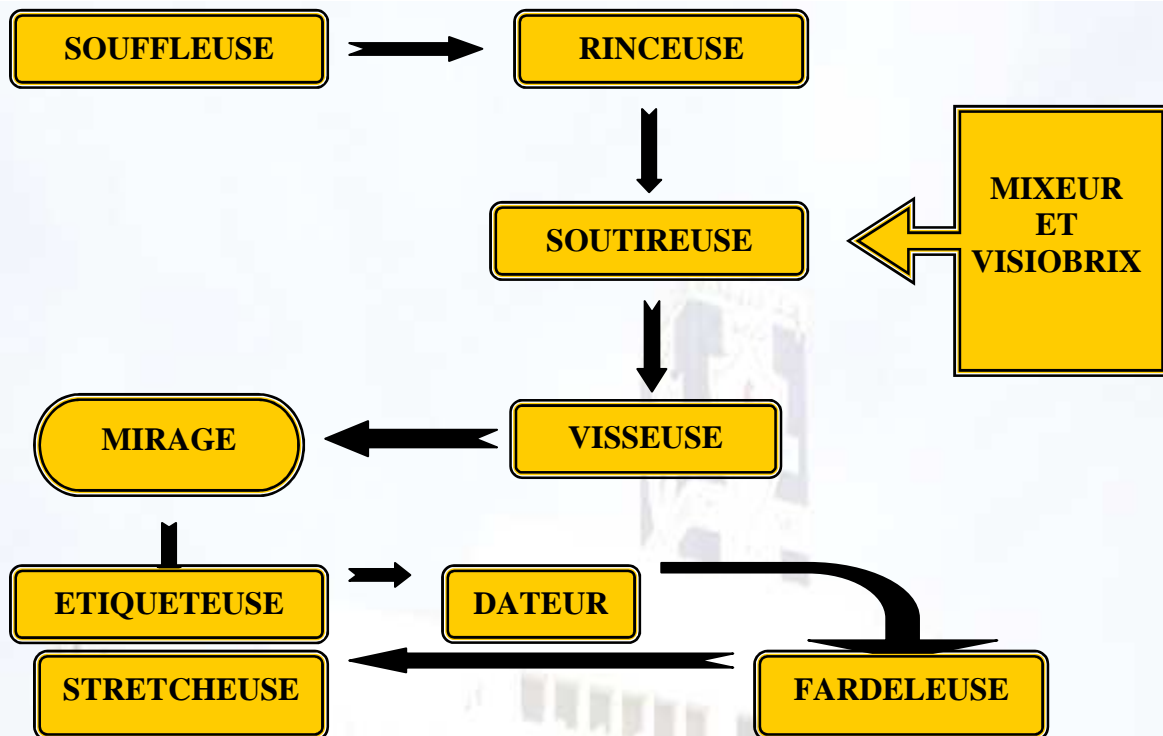 SOUFFLEUSE
RINCEUSE
MIXEUR
ET
VISIOBRIX
SOUTIREUSE
VISSEUSE
MIRAGE
ETIQUETEUSE
DATEUR
FARDELEUSE
STRETCHEUSE